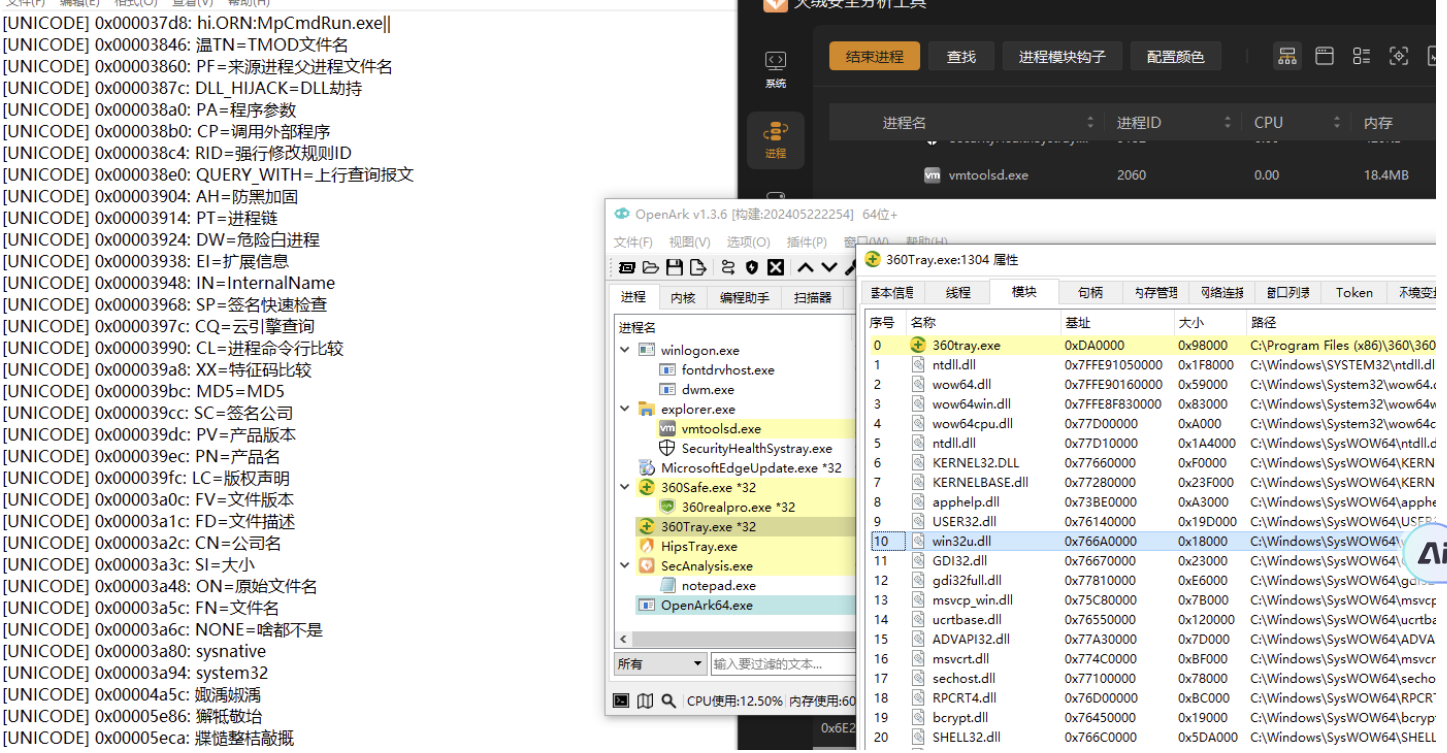 文件(F) 编辑(E) 格式(O) 查看(V) 帮助(H)
[UNICODE] 0x000037d8: hi.ORN:MpCmdRun.exe||
[UNICODE] 0x00003846: 温TN=TMOD文件名
[UNICODE] 0x00003860: PF=来源进程父进程文件名
[UNICODE] 0x0000387c: DLL_HIJACK=DLL劫持
[UNICODE] 0x000038a0: PA=程序参数
[UNICODE] 0x000038b0: CP=调用外部程序
[UNICODE] 0x000038c4: RID=强行修改规则ID
[UNICODE] 0x000038e0: QUERY_WITH=上行查询报文
[UNICODE] 0x00003904: AH=防黑加固
[UNICODE] 0x00003914: PT=进程链
[UNICODE] 0x00003924: DW=危险白进程
[UNICODE] 0x00003938: EI=扩展信息
[UNICODE] 0x00003948: IN=InternalName
[UNICODE] 0x00003968: SP=签名快速检查
[UNICODE] 0x0000397c: CQ=云引擎查询
[UNICODE] 0x00003990: CL=进程命令行比较
[UNICODE] 0x000039a8: XX=特征码比较
[UNICODE] 0x000039bc: MD5=MD5
[UNICODE] 0x000039cc: SC=签名公司
[UNICODE] 0x000039dc: PV=产品版本
[UNICODE] 0x000039ec: PN=产品名
[UNICODE] 0x000039fc: LC=版权声明
[UNICODE] 0x00003a0c: FV=文件版本
[UNICODE] 0x00003a1c: FD=文件描述
[UNICODE] 0x00003a2c: CN=公司名
[UNICODE] 0x00003a3c: SI=大小
[UNICODE] 0x00003a48: ON=原始文件名
[UNICODE] 0x00003a5c: FN=文件名
[UNICODE] 0x00003a6c: NONE=啥都不是
[UNICODE] 0x00003a80: sysnative
[UNICODE] 0x00003a94: system32
[UNICODE] 0x00004a5c:
[UNICODE] 0x00005e86:
[UNICODE] 0x00005eca:
火绒安全分析工具
系统
进程
结束进程 查找 进程模块钩子 配置颜色
进程名 进程ID CPU 内存
vmtoolsd.exe 2060 0.00 18.4MB
OpenArk v1.3.6 [构建:202405222254] 64位+
文件(F) 视图(V) 选项(O) 插件(P) 窗口(W) 帮助(H)
进程 内核 编程助手 扫描器
进程名
winlogon.exe
fontdrvhost.exe
dwm.exe
explorer.exe
vmtoolsd.exe
SecurityHealthSystray.exe
MicrosoftEdgeUpdate.exe *32
360Safe.exe *32
360realpro.exe *32
360Tray.exe *32
HipsTray.exe
SecAnalysis.exe
notepad.exe
OpenArk64.exe
所有 输入要过滤的文本...
CPU使用:12.50% 内存使用:60
0x6E2
360Tray.exe:1304 属性
基本信息 线程 模块 句柄 内存管理 网络连接 窗口列表 Token 环境变
序号 名称 基址 大小 路径
0 360tray.exe 0xDA0000 0x98000 C:\Program Files (x86)\360\360
1 ntdll.dll 0x7FFE91050000 0x1F8000 C:\Windows\SYSTEM32\ntdll.dl
2 wow64.dll 0x7FFE90160000 0x59000 C:\Windows\System32\wow64.
3 wow64win.dll 0x7FFE8F830000 0x83000 C:\Windows\System32\wow64w
4 wow64cpu.dll 0x77D00000 0xA000 C:\Windows\System32\wow64c
5 ntdll.dll 0x77D10000 0x1A4000 C:\Windows\SysWOW64\ntdll.d
6 KERNEL32.DLL 0x77660000 0xF0000 C:\Windows\SysWOW64\KERN
7 KERNELBASE.dll 0x77280000 0x23F000 C:\Windows\SysWOW64\KERN
8 apphelp.dll 0x73BE0000 0xA3000 C:\Windows\SysWOW64\apphe
9 USER32.dll 0x76140000 0x19D000 C:\Windows\SysWOW64\USER
10 win32u.dll 0x766A0000 0x18000 C:\Windows\SysWOW64\
11 GDI32.dll 0x76670000 0x23000 C:\Windows\SysWOW64\
12 gdi32full.dll 0x77810000 0xE6000 C:\Windows\SysWOW64\gdi32
13 msvcp_win.dll 0x75C80000 0x7B000 C:\Windows\SysWOW64\msvcp
14 ucrtbase.dll 0x76550000 0x120000 C:\Windows\SysWOW64\ucrtba
15 ADVAPI32.dll 0x77A30000 0x7D000 C:\Windows\SysWOW64\ADVA
16 msvcrt.dll 0x774C0000 0xBF000 C:\Windows\SysWOW64\msvcr
17 sechost.dll 0x77100000 0x78000 C:\Windows\SysWOW64\secho
18 RPCRT4.dll 0x76D00000 0xBC000 C:\Windows\SysWOW64\RPCRT
19 bcrypt.dll 0x76450000 0x19000 C:\Windows\SysWOW64\bcrypt
20 SHELL32.dll 0x766C0000 0x5DA000 C:\Windows\SysWOW64\SHELL
Ai